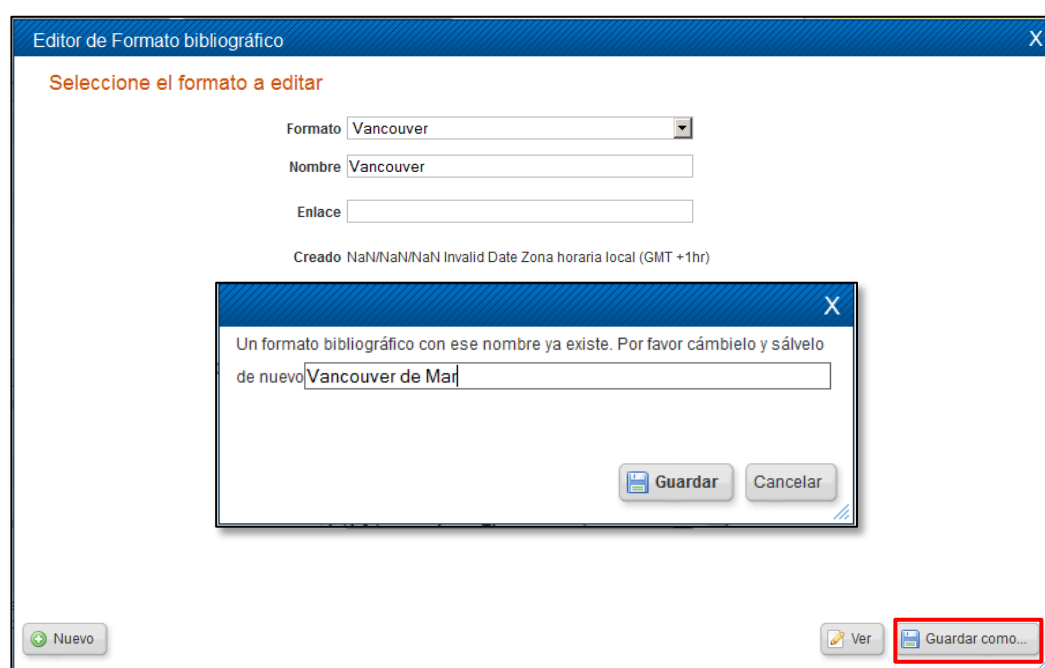 Editor de Formato bibliográfico X
Seleccione el formato a editar
Formato Vancouver
Nombre Vancouver
Enlace
Creado NaN/NaN/NaN Invalid Date Zona horaria local (GMT +1hr)
X
Un formato bibliográfico con ese nombre ya existe. Por favor cámbielo y sálvelo
de nuevo Vancouver de Mar
Guardar Cancelar
Nuevo Ver Guardar como...